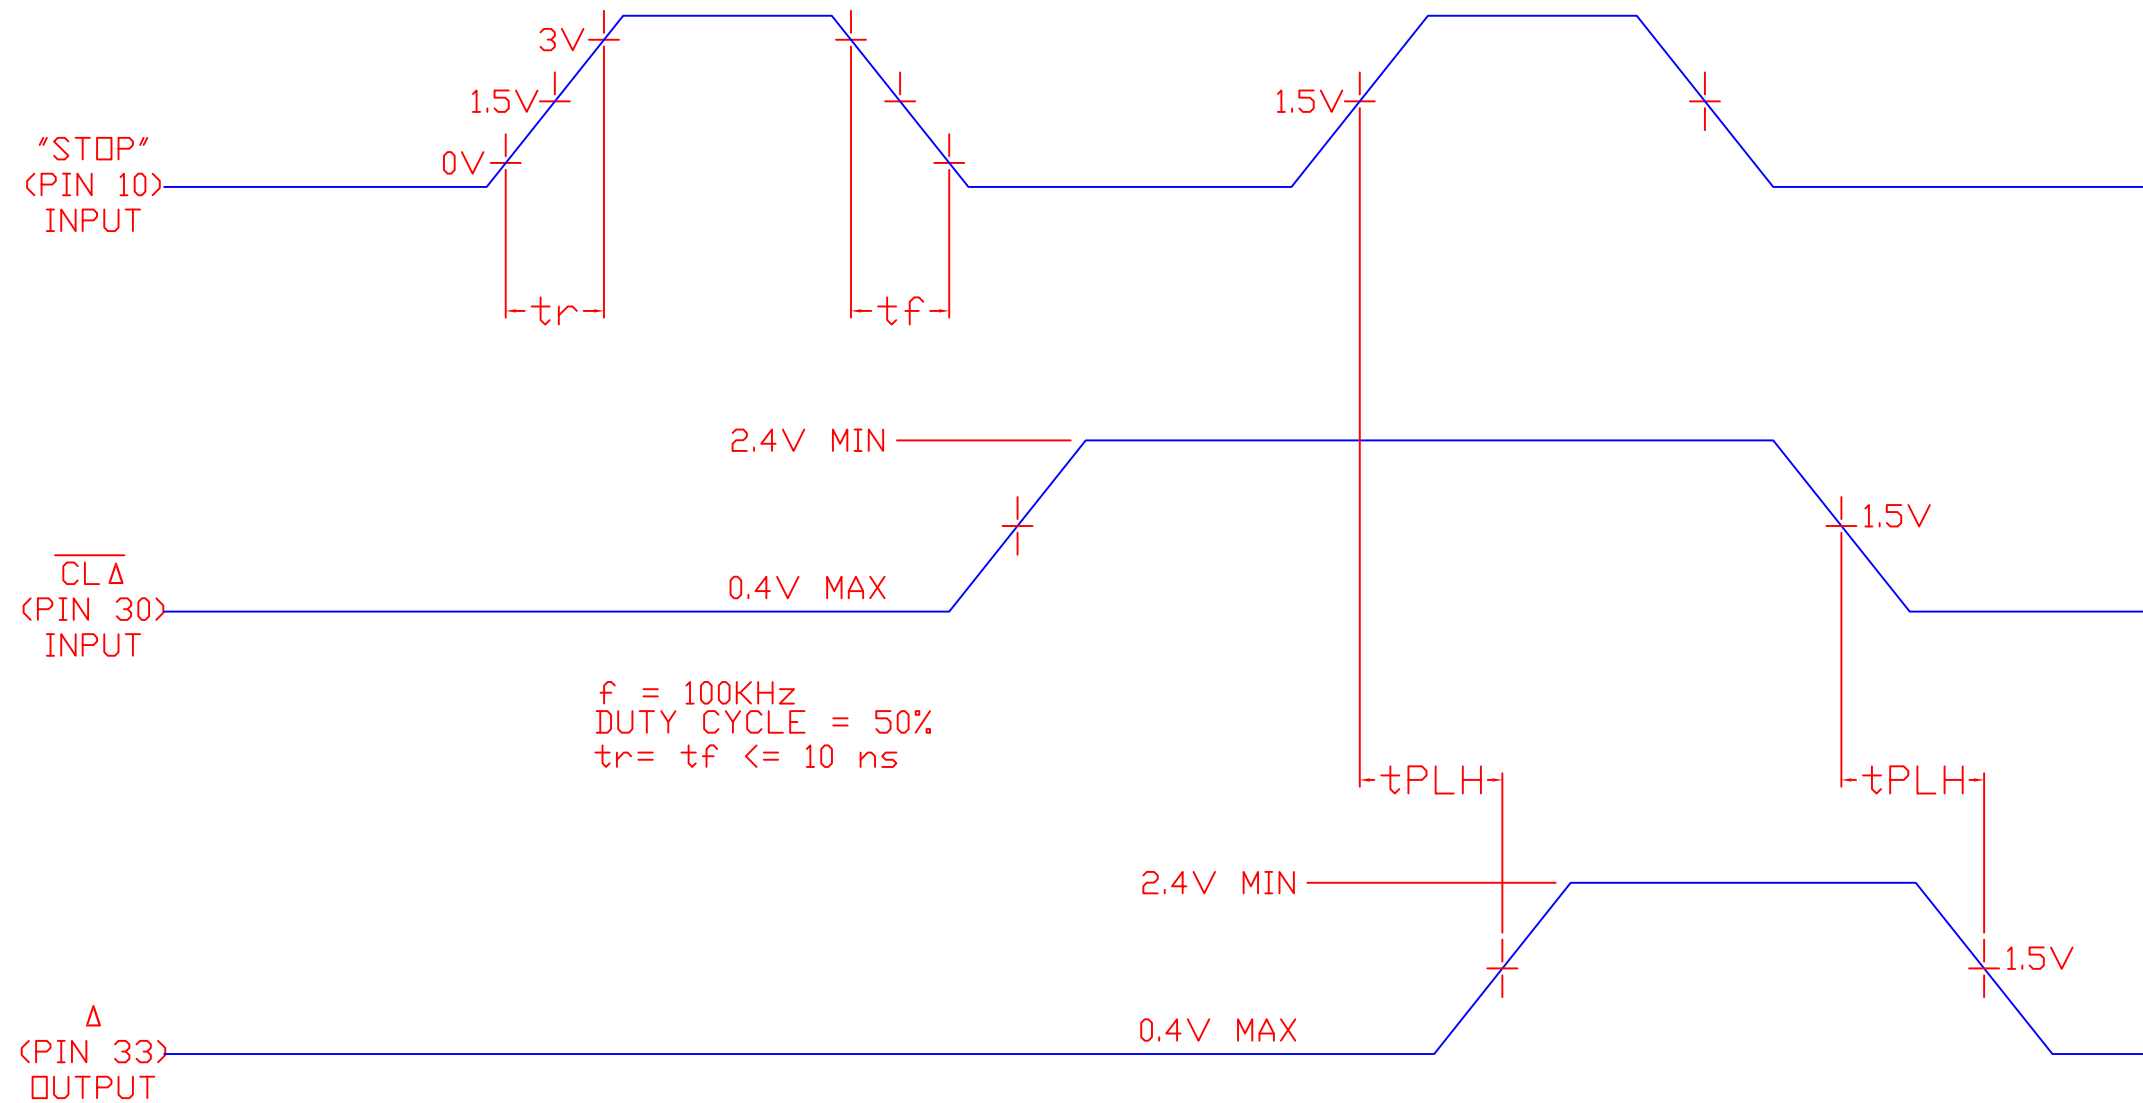 3V
1.5V
0V
1.5V
"STOP"
(PIN 10)
INPUT
tr
tf
2.4V MIN
1.5V
C̅L̅ Δ̅
(PIN 30)
INPUT
0.4V MAX
f = 100KHz
DUTY CYCLE = 50%
tr= tf <= 10 ns
tPLH
tPLH
2.4V MIN
1.5V
0.4V MAX
Δ
(PIN 33)
OUTPUT